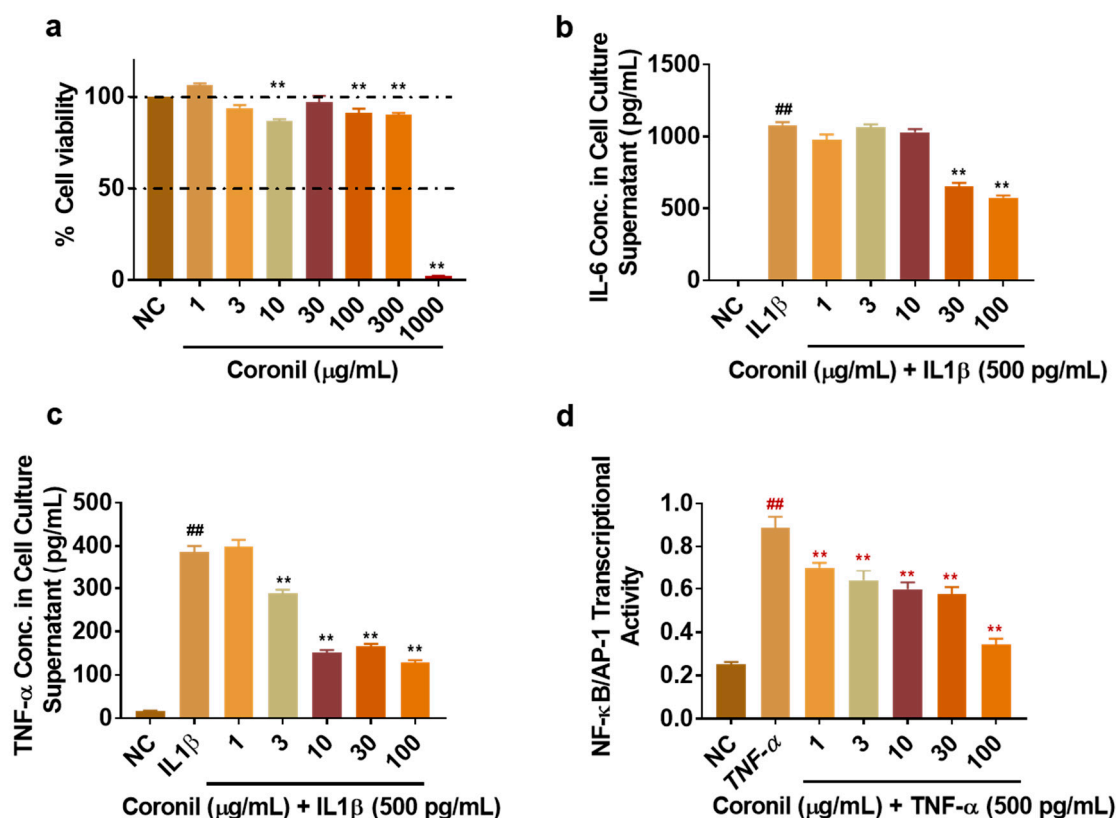 a
% Cell viability
100
50
0
** ** ** **
NC 1 3 10 30 100 300 1000
Coronil (μg/mL)
b
IL-6 Conc. in Cell Culture
Supernatant (pg/mL)
1500
1000
500
0
## ** **
NC IL1β 1 3 10 30 100
Coronil (μg/mL) + IL1β (500 pg/mL)
c
TNF-α Conc. in Cell Culture
Supernatant (pg/mL)
500
400
300
200
100
0
## ** ** ** **
NC IL1β 1 3 10 30 100
Coronil (μg/mL) + IL1β (500 pg/mL)
d
NF-κB/AP-1 Transcriptional
Activity
1.0
0.8
0.6
0.4
0.2
0.0
## ** ** ** ** **
NC TNF-α 1 3 10 30 100
Coronil (μg/mL) + TNF-α (500 pg/mL)